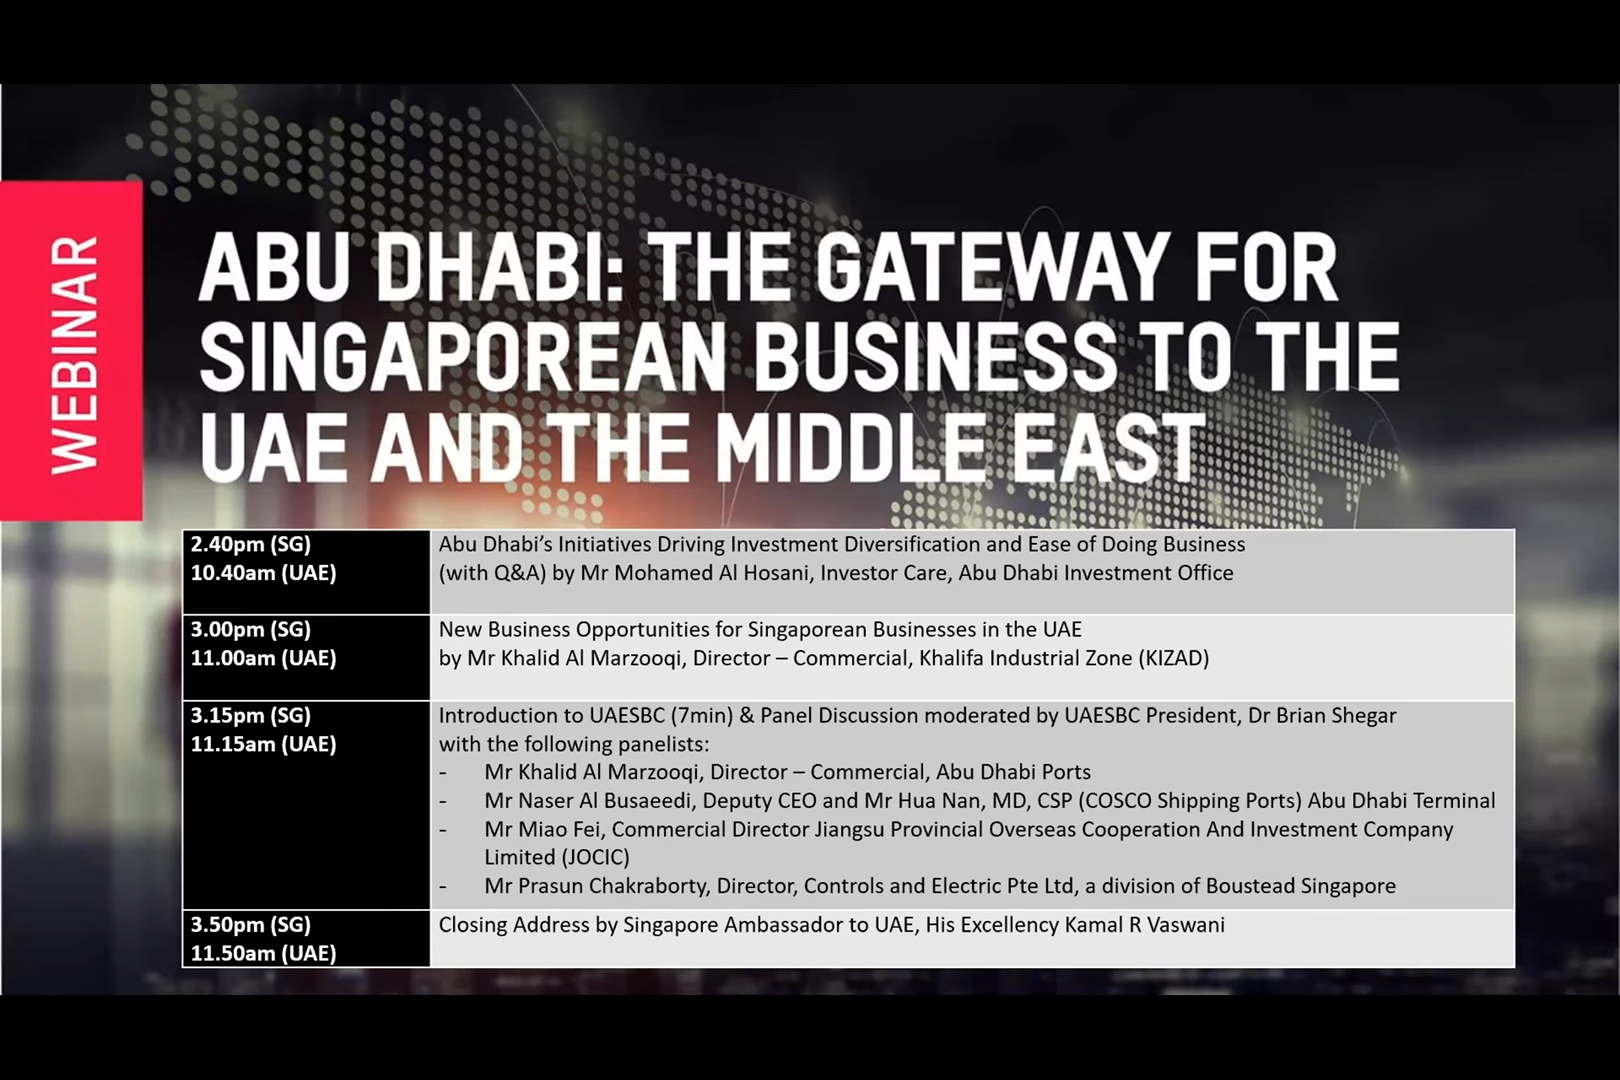 WEBINAR
ABU DHABI: THE GATEWAY FOR
SINGAPOREAN BUSINESS TO THE
UAE AND THE MIDDLE EAST
2.40pm (SG)
10.40am (UAE)
Abu Dhabi’s Initiatives Driving Investment Diversification and Ease of Doing Business
(with Q&A) by Mr Mohamed Al Hosani, Investor Care, Abu Dhabi Investment Office
3.00pm (SG)
11.00am (UAE)
New Business Opportunities for Singaporean Businesses in the UAE
by Mr Khalid Al Marzooqi, Director – Commercial, Khalifa Industrial Zone (KIZAD)
3.15pm (SG)
11.15am (UAE)
Introduction to UAESBC (7min) & Panel Discussion moderated by UAESBC President, Dr Brian Shegar
with the following panelists:
- Mr Khalid Al Marzooqi, Director – Commercial, Abu Dhabi Ports
- Mr Naser Al Busaeedi, Deputy CEO and Mr Hua Nan, MD, CSP (COSCO Shipping Ports) Abu Dhabi Terminal
- Mr Miao Fei, Commercial Director Jiangsu Provincial Overseas Cooperation And Investment Company
Limited (JOCIC)
- Mr Prasun Chakraborty, Director, Controls and Electric Pte Ltd, a division of Boustead Singapore
3.50pm (SG)
11.50am (UAE)
Closing Address by Singapore Ambassador to UAE, His Excellency Kamal R Vaswani